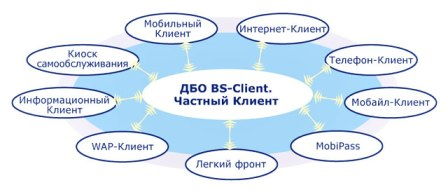 Мобильный
Клиент
Интернет-Клиент
Киоск
самообслуживания
Телефон-Клиент
ДБО BS-Client.
Частный Клиент
Информационный
Клиент
Мобайл-Клиент
WAP-Клиент
MobiPass
Легкий фронт